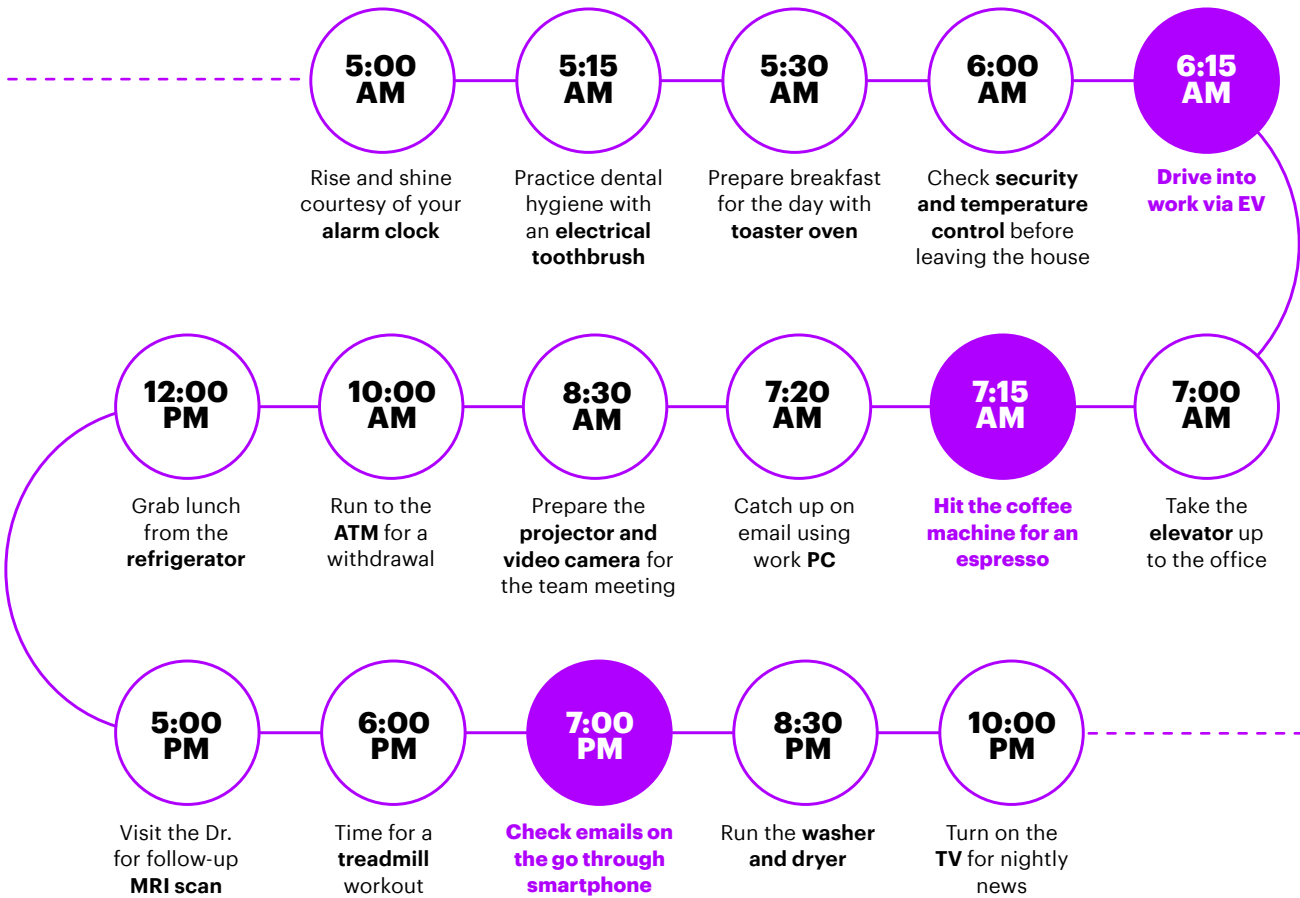 5:00
AM
Rise and shine
courtesy of your
alarm clock
5:15
AM
Practice dental
hygiene with
an electrical
toothbrush
5:30
AM
Prepare breakfast
for the day with
toaster oven
6:00
AM
Check security
and temperature
control before
leaving the house
6:15
AM
Drive into
work via EV
7:00
AM
Take the
elevator up
to the office
7:15
AM
Hit the coffee
machine for an
espresso
7:20
AM
Catch up on
email using
work PC
8:30
AM
Prepare the
projector and
video camera for
the team meeting
10:00
AM
Run to the
ATM for a
withdrawal
12:00
PM
Grab lunch
from the
refrigerator
5:00
PM
Visit the Dr.
for follow-up
MRI scan
6:00
PM
Time for a
treadmill
workout
7:00
PM
Check emails on
the go through
smartphone
8:30
PM
Run the washer
and dryer
10:00
PM
Turn on the
TV for nightly
news